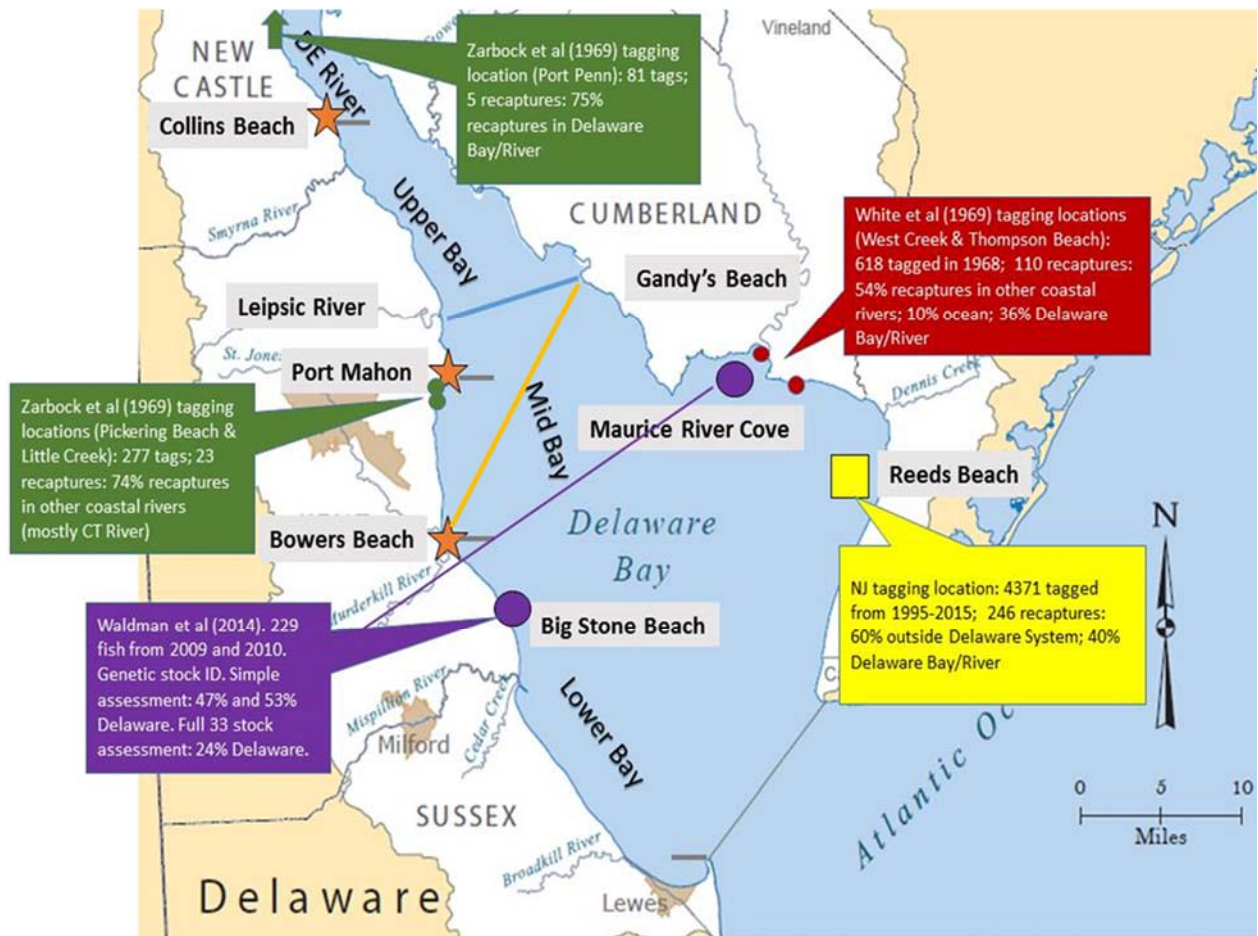 NEW
CASTLE
DE River
Vineland
Zarbock et al (1969) tagging
location (Port Penn): 81 tags;
5 recaptures: 75%
recaptures in Delaware
Bay/River
Collins Beach
Upper Bay
CUMBERLAND
Smyrna River
White et al (1969) tagging locations
(West Creek & Thompson Beach):
618 tagged in 1968; 110 recaptures:
54% recaptures in other coastal
rivers; 10% ocean; 36% Delaware
Bay/River
Gandy's Beach
Leipsic River
St. Jones
Port Mahon
Mid Bay
Dennis Creek
Zarbock et al (1969) tagging
locations (Pickering Beach &
Little Creek): 277 tags; 23
recaptures: 74% recaptures
in other coastal rivers
(mostly CT River)
Maurice River Cove
Reeds Beach
Bowers Beach
Delaware
Bay
N
Murderkill River
NJ tagging location: 4371 tagged
from 1995-2015; 246 recaptures:
60% outside Delaware System; 40%
Delaware Bay/River
Waldman et al (2014). 229
fish from 2009 and 2010.
Genetic stock ID. Simple
assessment: 47% and 53%
Delaware. Full 33 stock
assessment: 24% Delaware.
Big Stone Beach
Mispillion River
Cedar Creek
Milford
Lower Bay
Atlantic Oc
0 5 10
Miles
SUSSEX
Broadkill River
Delaware
Lewes